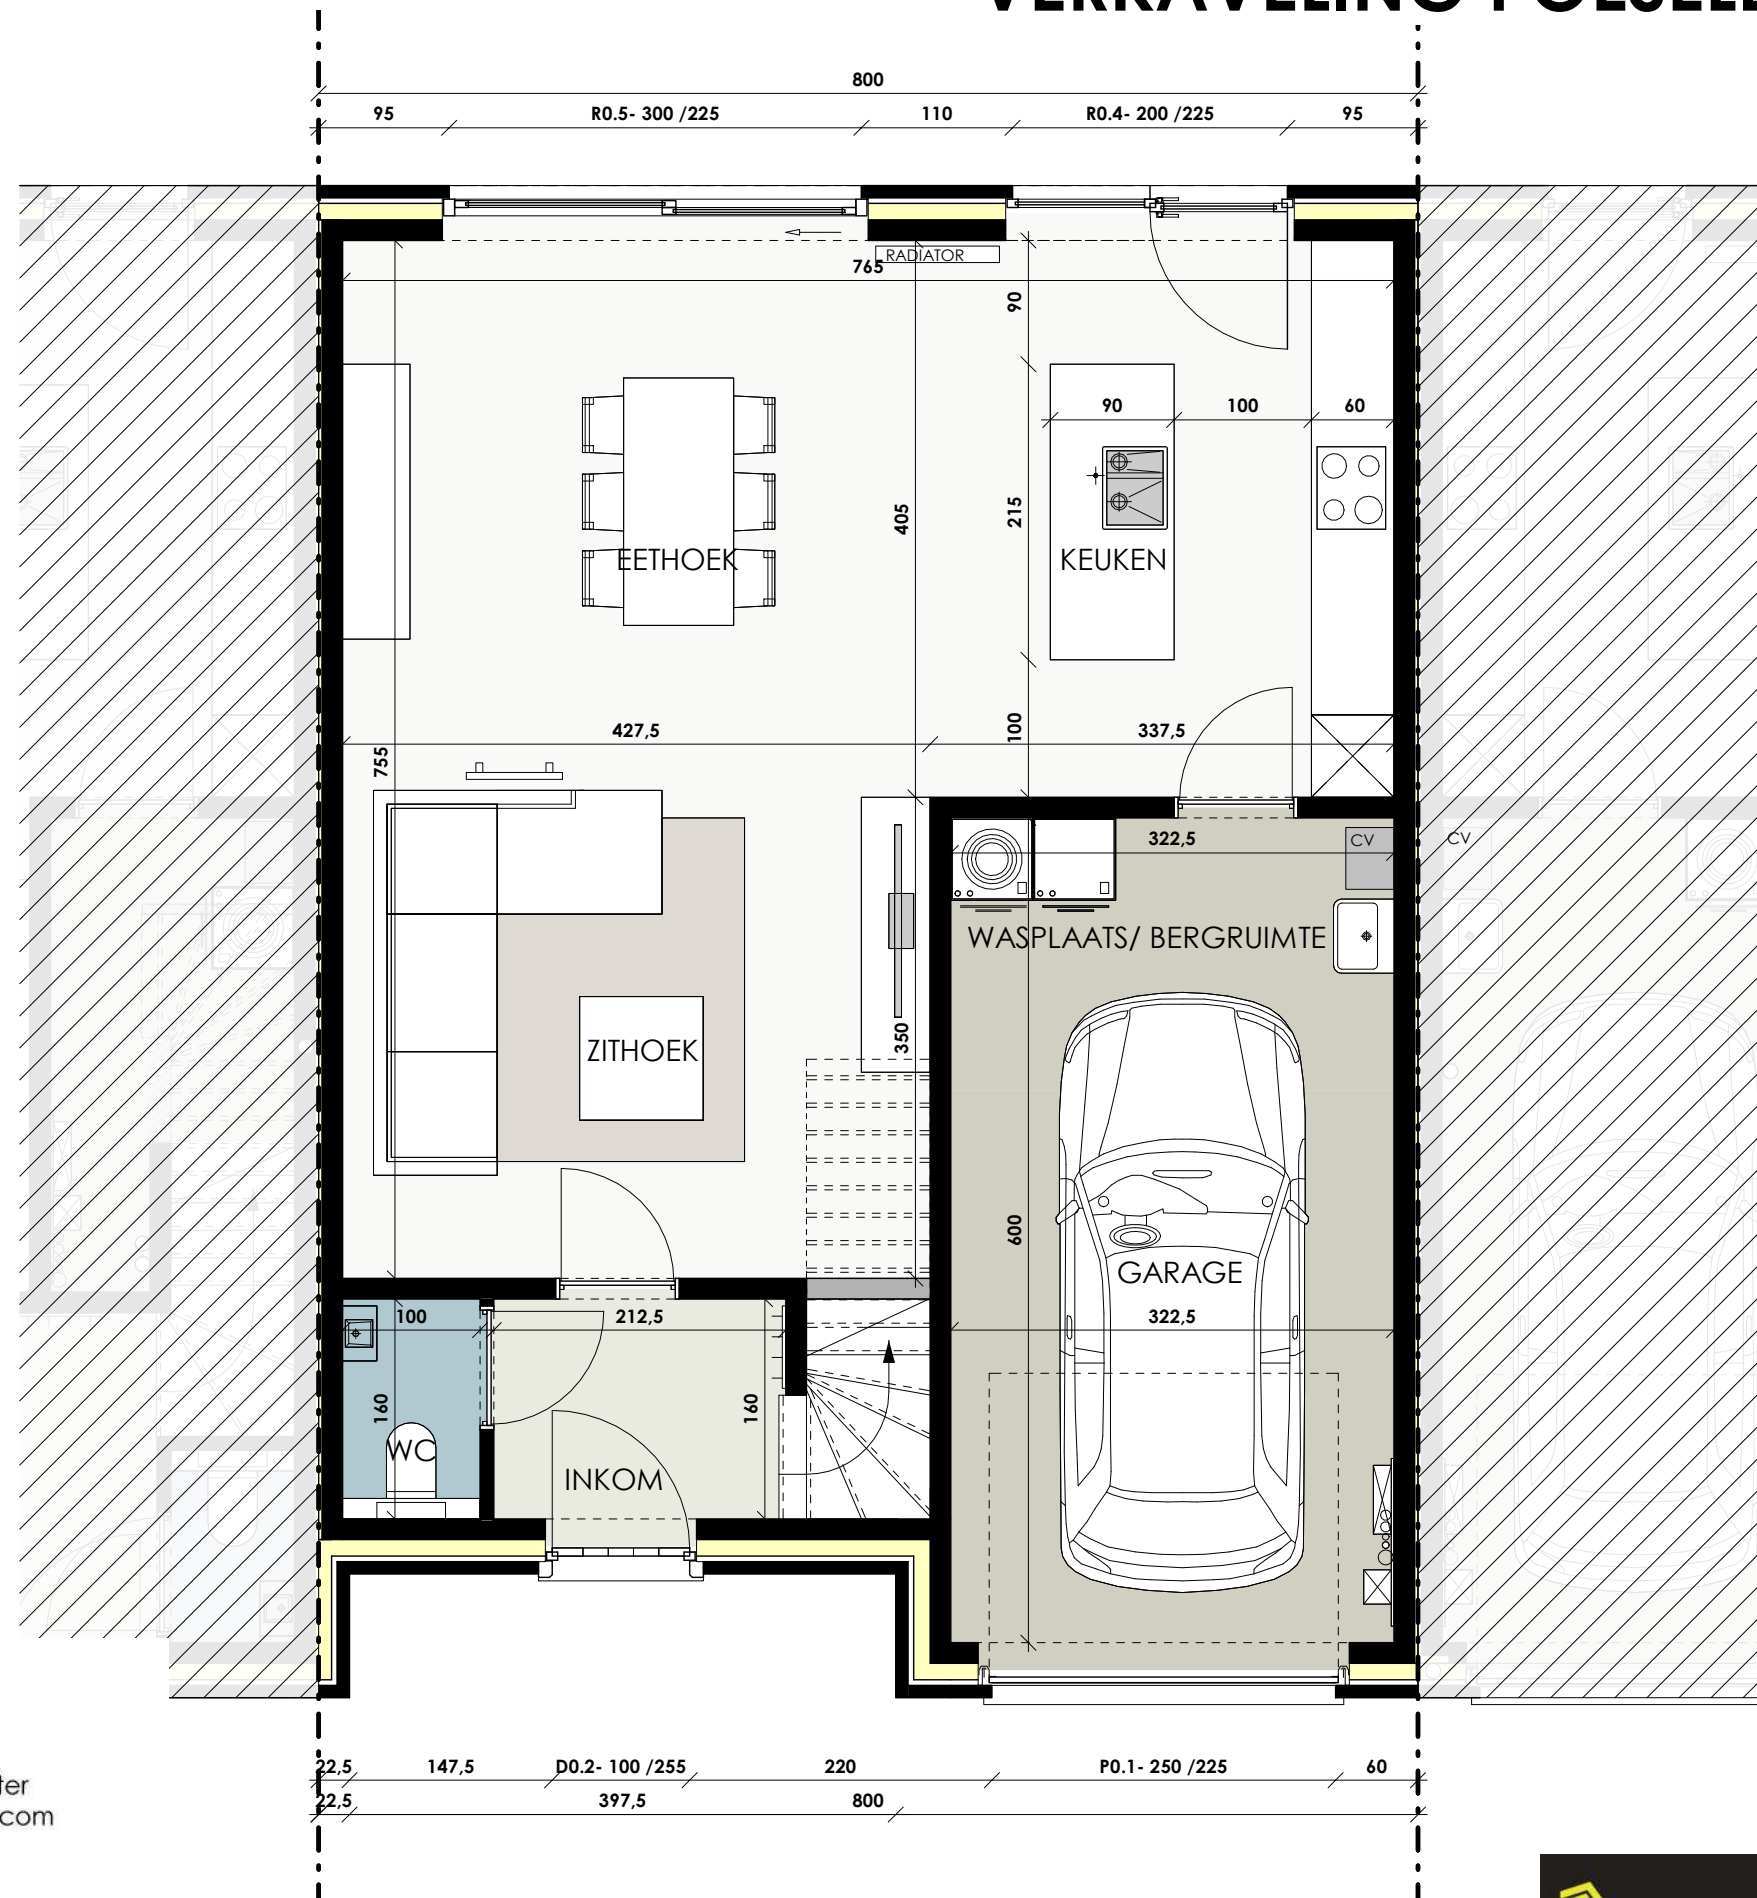 800
95 R0.5- 300 /225 110 R0.4- 200 /225 95
RADIATOR
765
90
90 100 60
405
215
EETHOEK
KEUKEN
427,5
100
337,5
755
322,5
CV
CV
WASPLAATS/ BERGRUIMTE
350
ZITHOEK
600
GARAGE
100
212,5
322,5
160
160
WC
INKOM
22,5 147,5 D0.2- 100 /255 220 P0.1- 250 /225 60
22,5 397,5 800
com